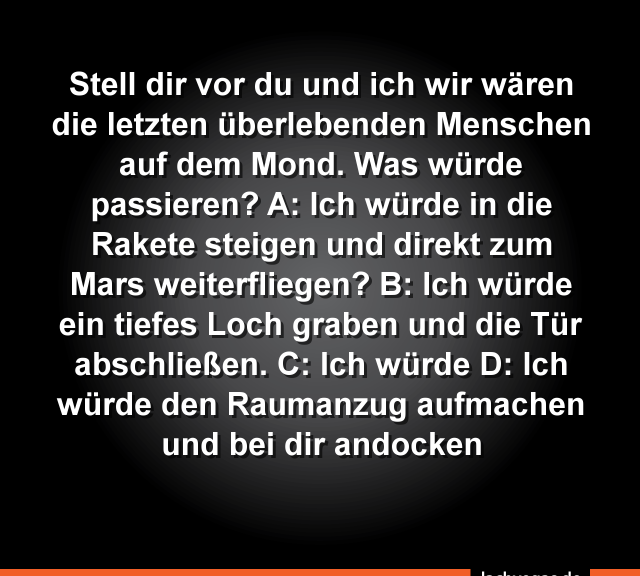 Stell dir vor du und ich wir wären
die letzten überlebenden Menschen
auf dem Mond. Was würde
passieren? A: Ich würde in die
Rakete steigen und direkt zum
Mars weiterfliegen? B: Ich würde
ein tiefes Loch graben und die Tür
abschließen. C: Ich würde D: Ich
würde den Raumanzug aufmachen
und bei dir andocken